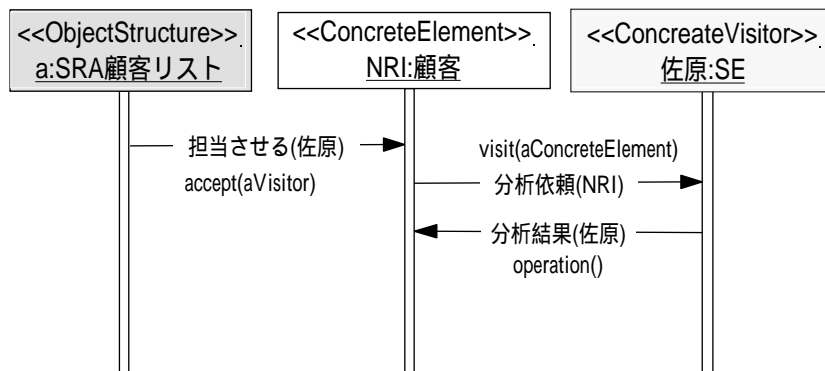 <<ObjectStructure>>
a:SRA顧客リスト
<<ConcreteElement>>
NRI:顧客
<<ConcreateVisitor>>
佐原:SE
担当させる(佐原)
accept(aVisitor)
visit(aConcreteElement)
分析依頼(NRI)
分析結果(佐原)
operation()